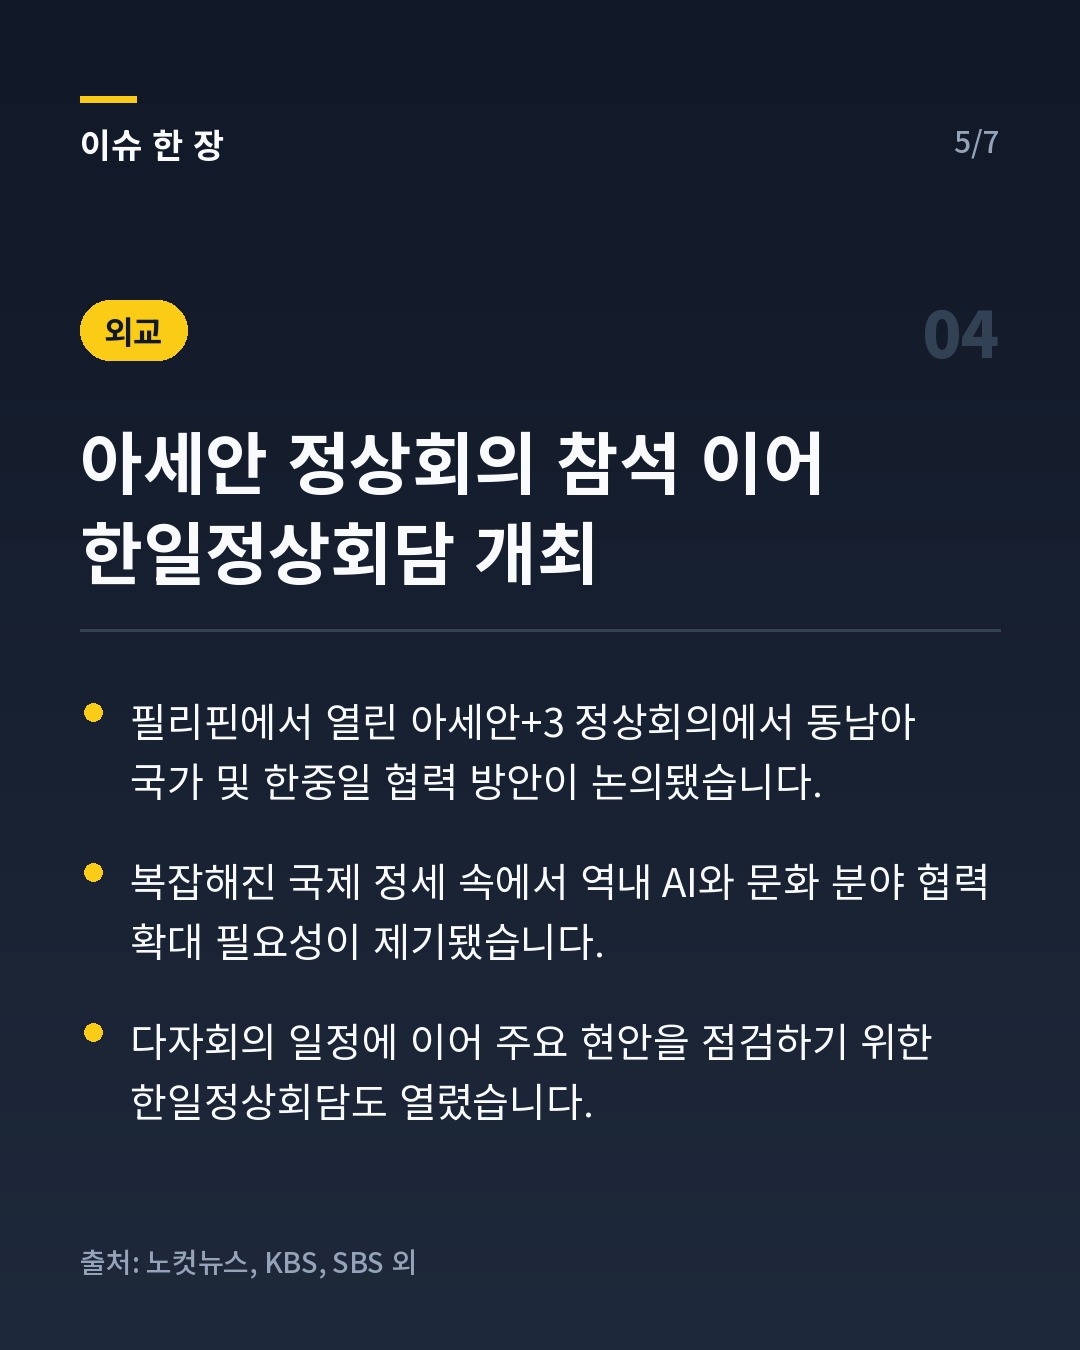 이슈 한 장
5/7
외교
04
아세안 정상회의 참석 이어
한일정상회담 개최
필리핀에서 열린 아세안+3 정상회의에서 동남아
국가 및 한중일 협력 방안이 논의됐습니다.
복잡해진 국제 정세 속에서 역내 AI와 문화 분야 협력
확대 필요성이 제기됐습니다.
다자회의 일정에 이어 주요 현안을 점검하기 위한
한일정상회담도 열렸습니다.
출처: 노컷뉴스, KBS, SBS 외